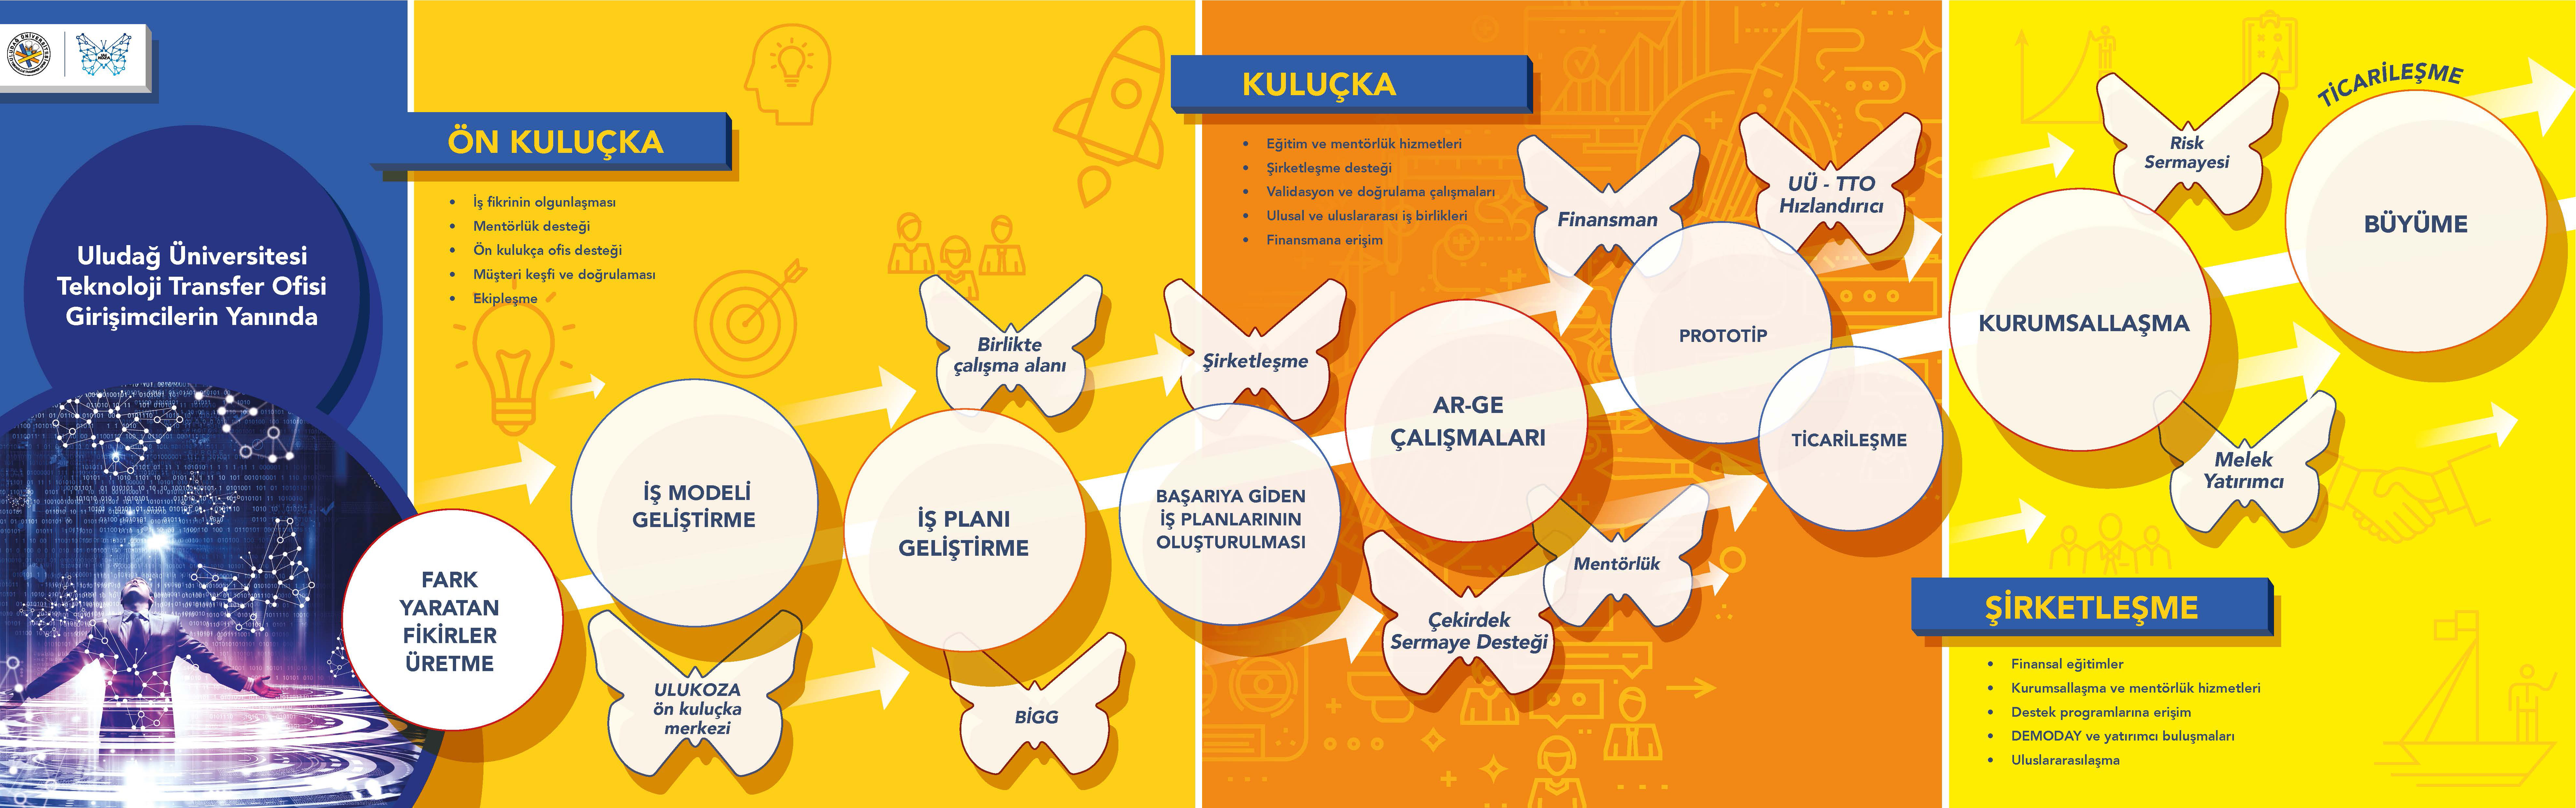 Uludağ Üniversitesi
Teknoloji Transfer Ofisi
Girişimcilerin Yanında
FARK
YARATAN
FİKİRLER
ÜRETME
ÖN KULUÇKA
• İş fikrinin olgunlaşması
• Mentörlük desteği
• Ön kulukça ofis desteği
• Müşteri keşfi ve doğrulaması
• Ekipleşme
İŞ MODELİ
GELİŞTİRME
ULUKOZA
ön kuluçka
merkezi
Birlikte
çalışma alanı
İŞ PLANI
GELİŞTİRME
BİGG
KULUÇKA
• Eğitim ve mentörlük hizmetleri
• Şirketleşme desteği
• Validasyon ve doğrulama çalışmaları
• Ulusal ve uluslararası iş birlikleri
• Finansmana erişim
Şirketleşme
BAŞARIYA GİDEN
İŞ PLANLARININ
OLUŞTURULMASI
AR-GE
ÇALIŞMALARI
Çekirdek
Sermaye Desteği
Mentörlük
Finansman
UÜ - TTO
Hızlandırıcı
PROTOTİP
TİCARİLEŞME
KURUMSALLAŞMA
Risk
Sermayesi
Melek
Yatırımcı
TİCARİLEŞME
BÜYÜME
ŞİRKETLEŞME
• Finansal eğitimler
• Kurumsallaşma ve mentörlük hizmetleri
• Destek programlarına erişim
• DEMODAY ve yatırımcı buluşmaları
• Uluslararasılaşma